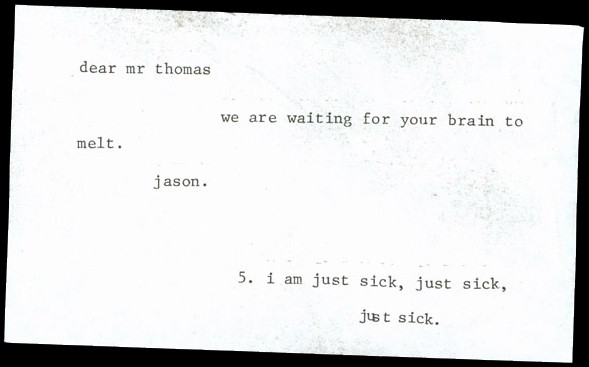 dear mr thomas
we are waiting for your brain to
melt.
jason.
5. i am just sick, just sick,
just sick.